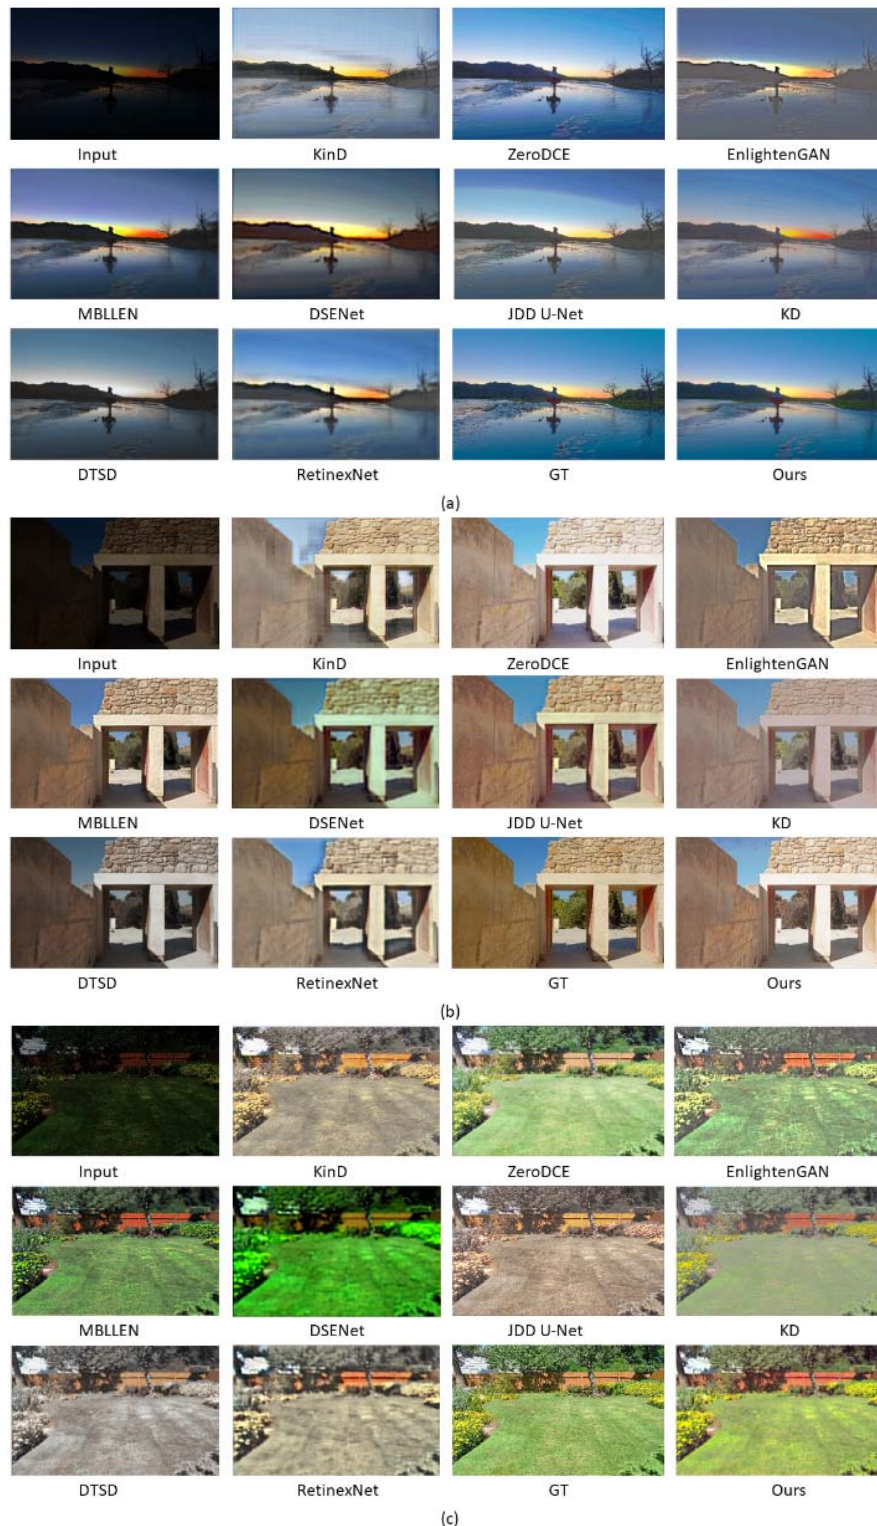 Input KinD ZeroDCE EnlightenGAN
MBLLEN DSENet JDD U-Net KD
DTSD RetinexNet GT Ours
(a)
Input KinD ZeroDCE EnlightenGAN
MBLLEN DSENet JDD U-Net KD
DTSD RetinexNet GT Ours
(b)
Input KinD ZeroDCE EnlightenGAN
MBLLEN DSENet JDD U-Net KD
DTSD RetinexNet GT Ours
(c)